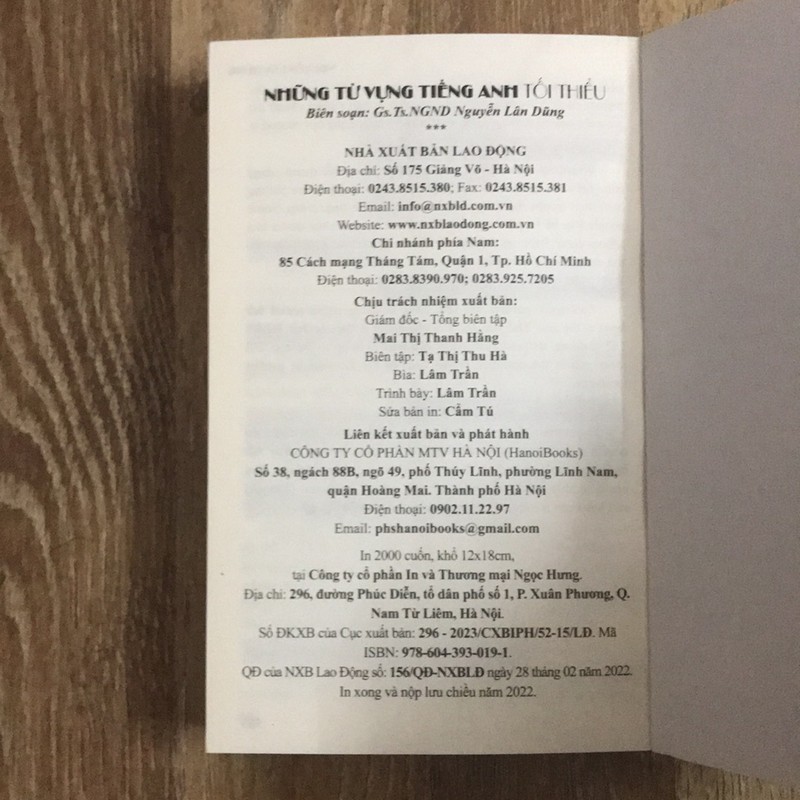 NHỮNG TỪ VỰNG TIẾNG ANH TỐI THIỂU
Biên soạn: Gs.Ts.NGND Nguyễn Lân Dũng
***
NHÀ XUẤT BẢN LAO ĐỘNG
Địa chỉ: Số 175 Giảng Võ - Hà Nội
Điện thoại: 0243.8515.380; Fax: 0243.8515.381
Email: info@nxbld.com.vn
Website: www.nxblaodong.com.vn
Chi nhánh phía Nam:
85 Cách mạng Tháng Tám, Quận 1, Tp. Hồ Chí Minh
Điện thoại: 0283.8390.970; 0283.925.7205
Chịu trách nhiệm xuất bản:
Giám đốc - Tổng biên tập
Mai Thị Thanh Hằng
Biên tập: Tạ Thị Thu Hà
Bìa: Lâm Trần
Trình bày: Lâm Trần
Sửa bản in: Cẩm Tú
Liên kết xuất bản và phát hành
CÔNG TY CỔ PHẦN MTV HÀ NỘI (HanoiBooks)
Số 38, ngách 88B, ngõ 49, phố Thúy Lĩnh, phường Lĩnh Nam,
quận Hoàng Mai. Thành phố Hà Nội
Điện thoại: 0902.11.22.97
Email: phshanoibooks@gmail.com
In 2000 cuốn, khổ 12x18cm,
tại Công ty cổ phần In và Thương mại Ngọc Hưng.
Địa chỉ: 296, đường Phúc Diễn, tổ dân phố số 1, P. Xuân Phương, Q.
Nam Từ Liêm, Hà Nội.
Số ĐKXB của Cục xuất bản: 296 - 2023/CXBIPH/52-15/LĐ. Mã
ISBN: 978-604-393-019-1.
QĐ của NXB Lao Động số: 156/QĐ-NXBLĐ ngày 28 tháng 02 năm 2022.
In xong và nộp lưu chiểu năm 2022.